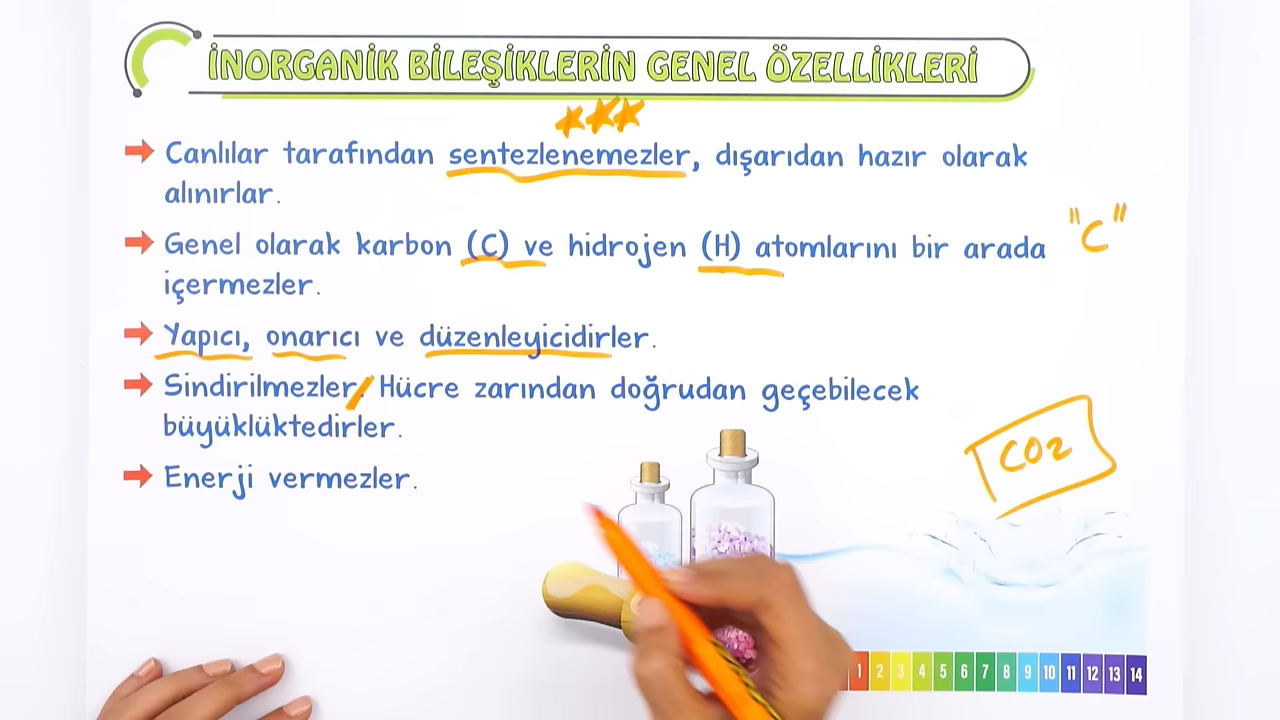 İNORGANİK BİLEŞİKLERİN GENEL ÖZELLİKLERİ
Canlılar tarafından sentezlenemezler, dışarıdan hazır olarak
alınırlar.
Genel olarak karbon (C) ve hidrojen (H) atomlarını bir arada
içermezler.
"C"
Yapıcı, onarıcı ve düzenleyicidirler.
Sindirilmezler. Hücre zarından doğrudan geçebilecek
büyüklüktedirler.
CO2
Enerji vermezler.
1 2 3 4 5 6 7 8 9 10 11 12 13 14